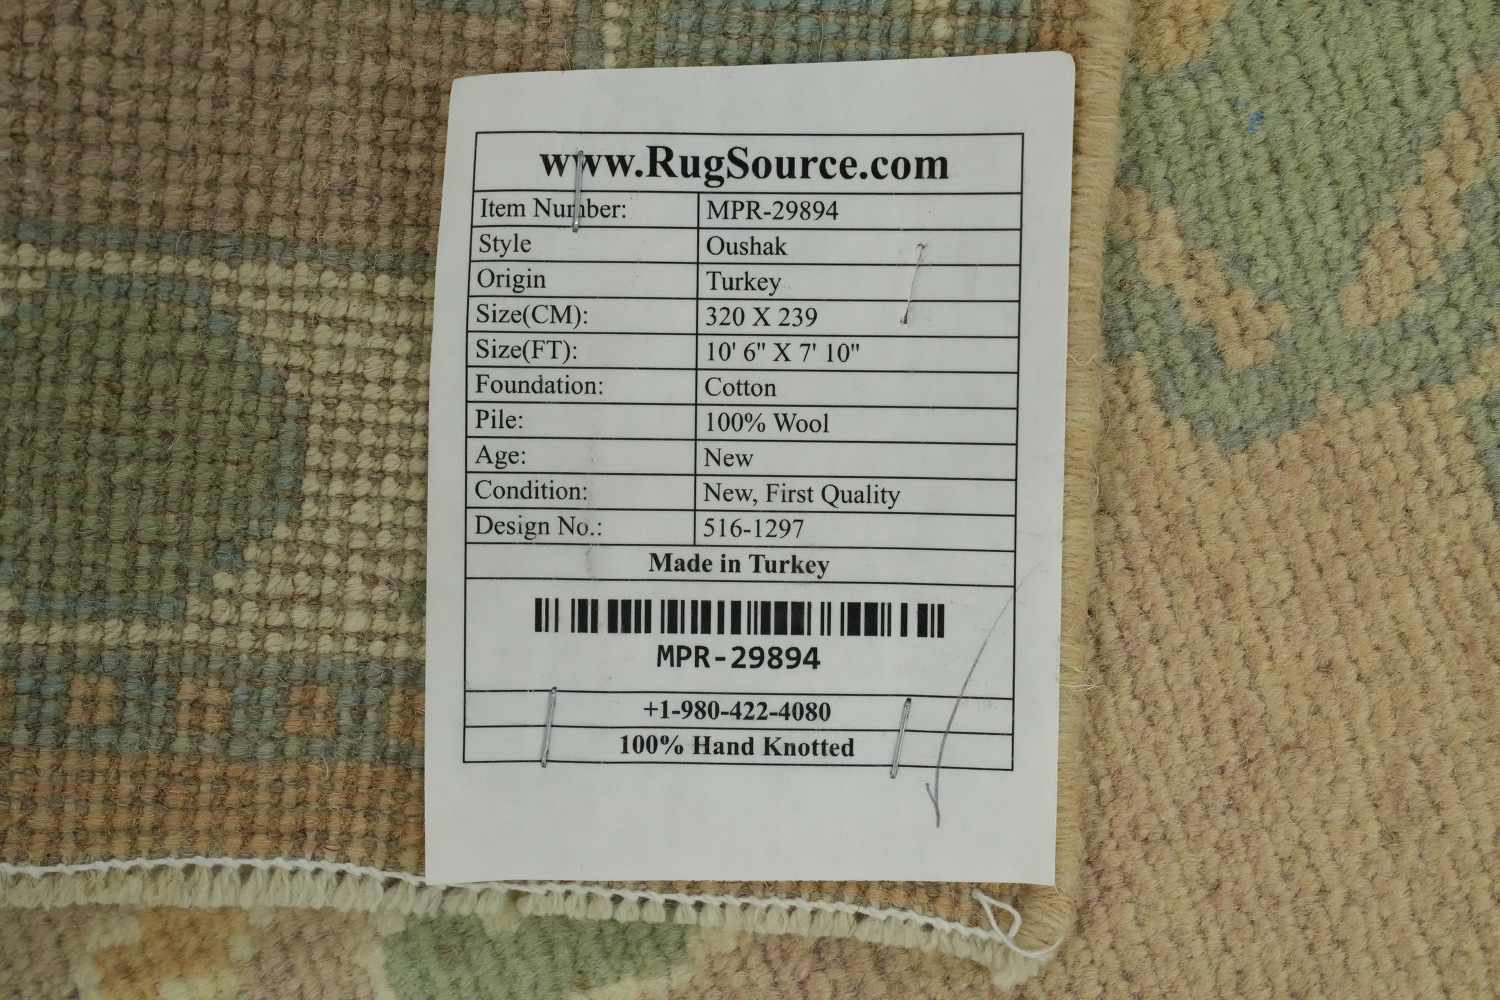 www.RugSource.com
Item Number: MPR-29894
Style Oushak
Origin Turkey
Size(CM): 320 X 239
Size(FT): 10' 6" X 7' 10"
Foundation: Cotton
Pile: 100% Wool
Age: New
Condition: New, First Quality
Design No.: 516-1297
Made in Turkey
MPR-29894
+1-980-422-4080
100% Hand Knotted